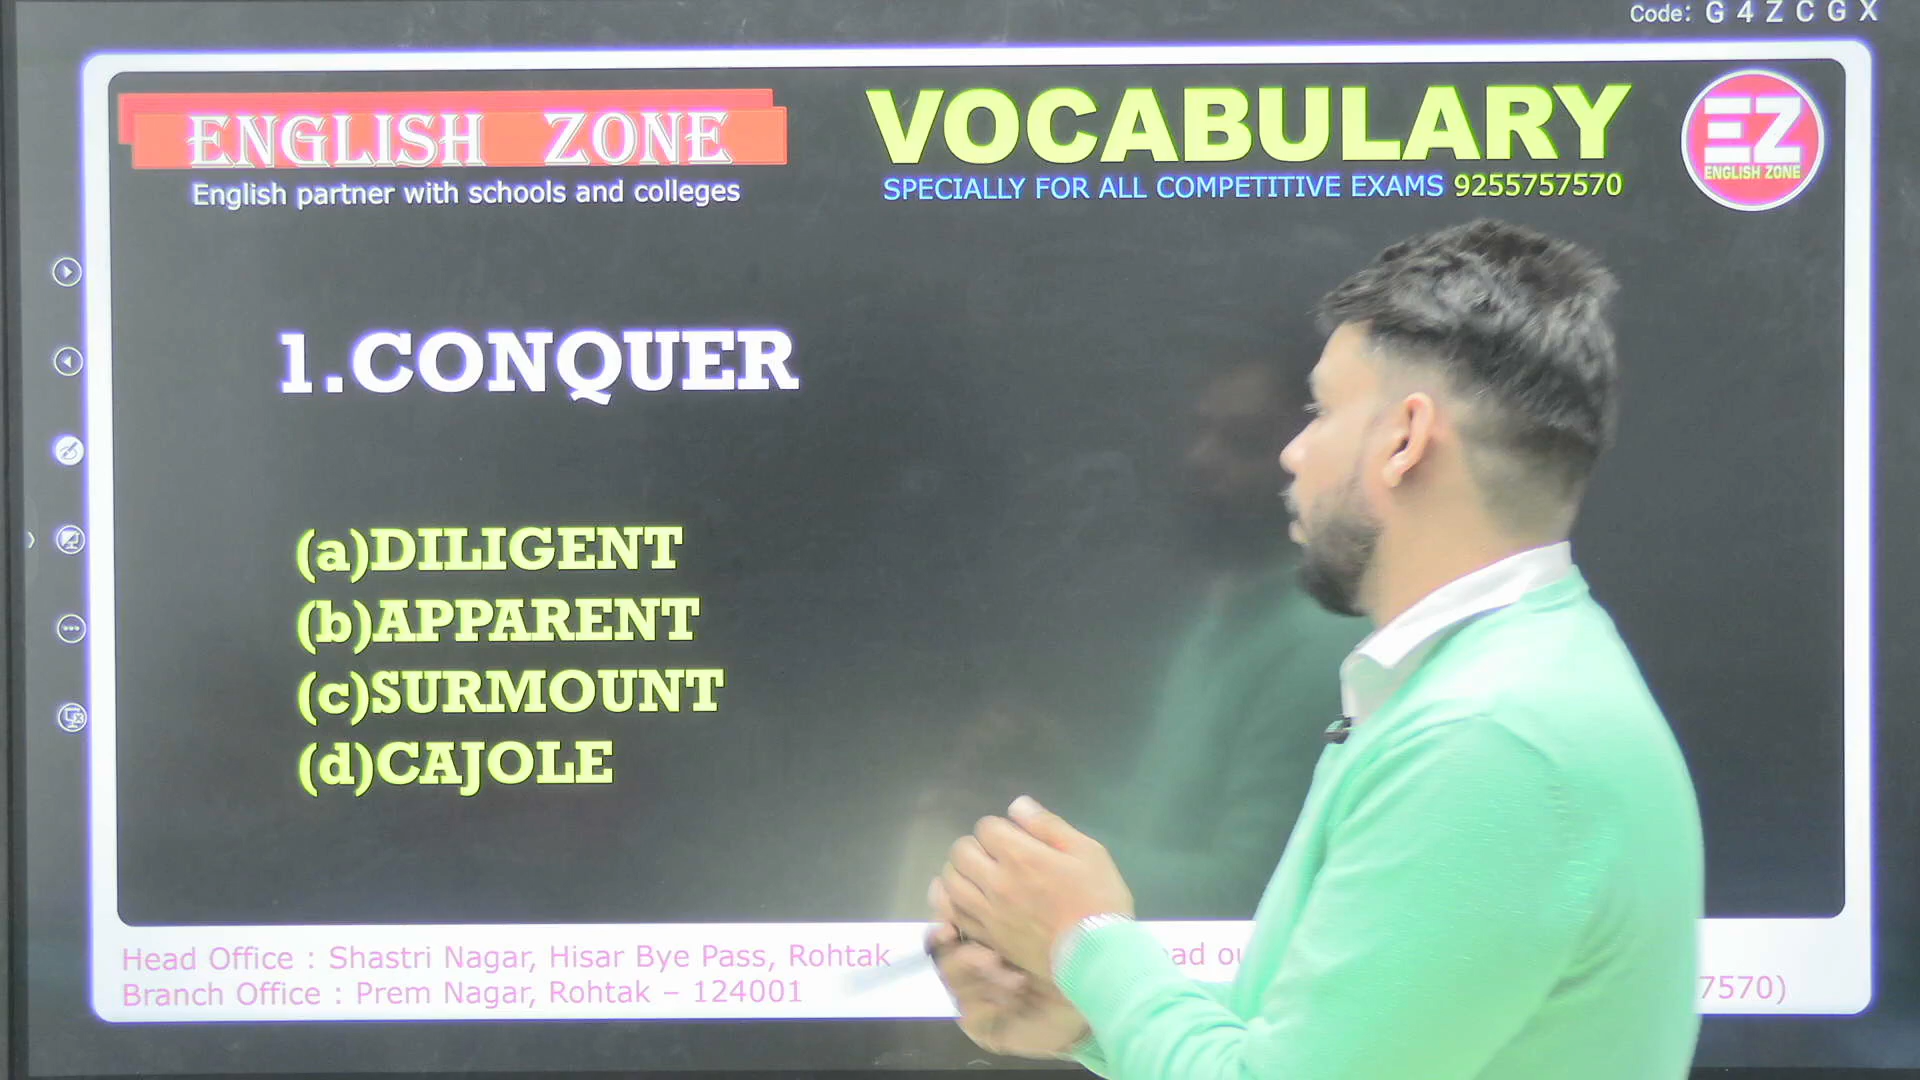 Code: G 4 Z C G X
ENGLISH ZONE
English partner with schools and colleges
VOCABULARY
SPECIALLY FOR ALL COMPETITIVE EXAMS 9255757570
EZ
ENGLISH ZONE
1.CONQUER
(a)DILIGENT
(b)APPARENT
(c)SURMOUNT
(d)CAJOLE
Head Office : Shastri Nagar, Hisar Bye Pass, Rohtak
Branch Office : Prem Nagar, Rohtak – 124001
7570)